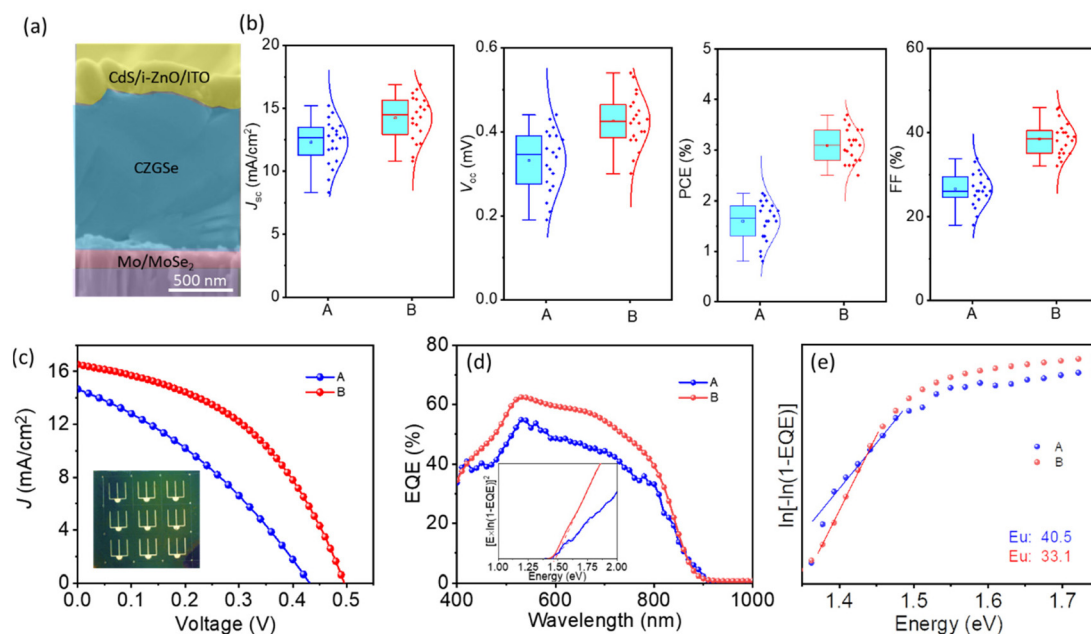 (a)
CdS/i-ZnO/ITO
CZGSe
Mo/MoSe₂
500 nm
(b)
20
15
10
5
0
Jsc (mA/cm²)
A
B
0.6
0.4
0.2
0.0
Voc (mV)
A
B
5
4
3
2
1
0
PCE (%)
A
B
60
40
20
0
FF (%)
A
B
(c)
16
12
8
4
0
J (mA/cm²)
A
B
0.0 0.1 0.2 0.3 0.4 0.5
Voltage (V)
(d)
80
60
40
20
0
EQE (%)
A
B
[E×ln(1-EQE)]²
1.00 1.25 1.50 1.75 2.00
Energy (eV)
400 500 600 700 800 900 1000
Wavelength (nm)
(e)
ln[-ln(1-EQE)]
A
B
Eu: 40.5
Eu: 33.1
1.4 1.5 1.6 1.7
Energy (eV)